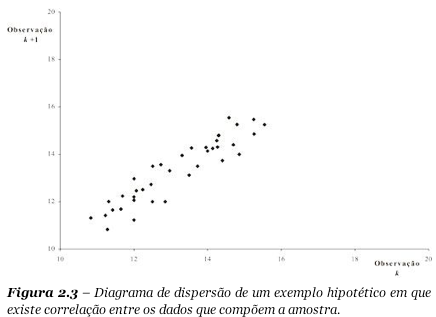 20
Observação
k +1
18
16
14
12
10
10
12
14
16
18
20
Observação
k
Figura 2.3 – Diagrama de dispersão de um exemplo hipotético em que
existe correlação entre os dados que compõem a amostra.